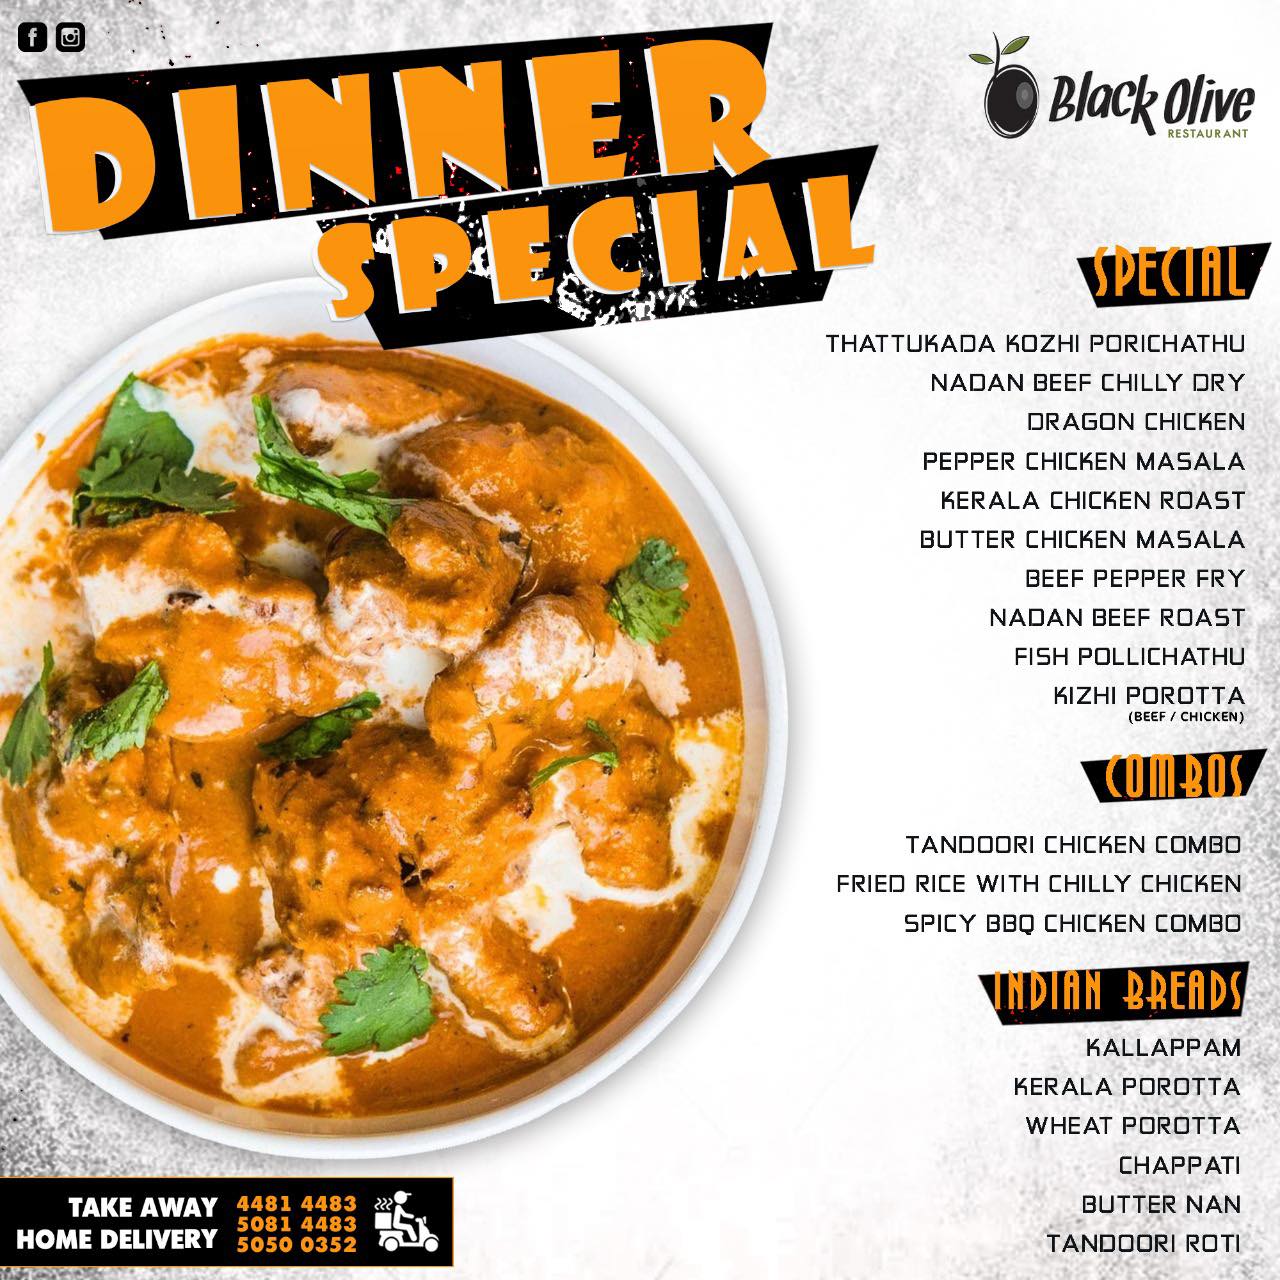 DINNER
SPECIAL
Black Olive
RESTAURANT
SPECIAL
THATTUKADA KOZHI PORICHATHU
NADAN BEEF CHILLY DRY
DRAGON CHICKEN
PEPPER CHICKEN MASALA
KERALA CHICKEN ROAST
BUTTER CHICKEN MASALA
BEEF PEPPER FRY
NADAN BEEF ROAST
FISH POLLICHATHU
KIZHI POROTTA
(BEEF / CHICKEN)
COMBOS
TANDOORI CHICKEN COMBO
FRIED RICE WITH CHILLY CHICKEN
SPICY BBQ CHICKEN COMBO
INDIAN BREADS
KALLAPPAM
KERALA POROTTA
WHEAT POROTTA
CHAPPATI
BUTTER NAN
TANDOORI ROTI
TAKE AWAY
HOME DELIVERY
4481 4483
5081 4483
5050 0352